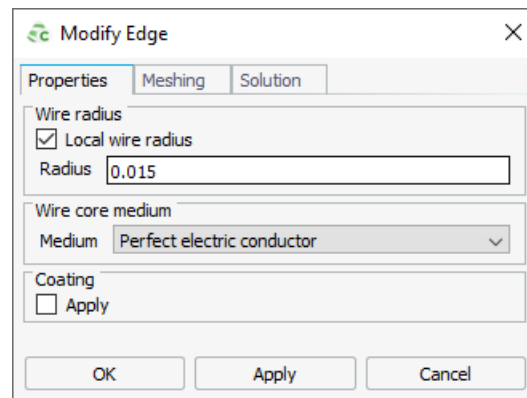 Modify Edge
Properties Meshing Solution
Wire radius
Local wire radius
Radius 0.015
Wire core medium
Medium Perfect electric conductor
Coating
Apply
OK Apply Cancel